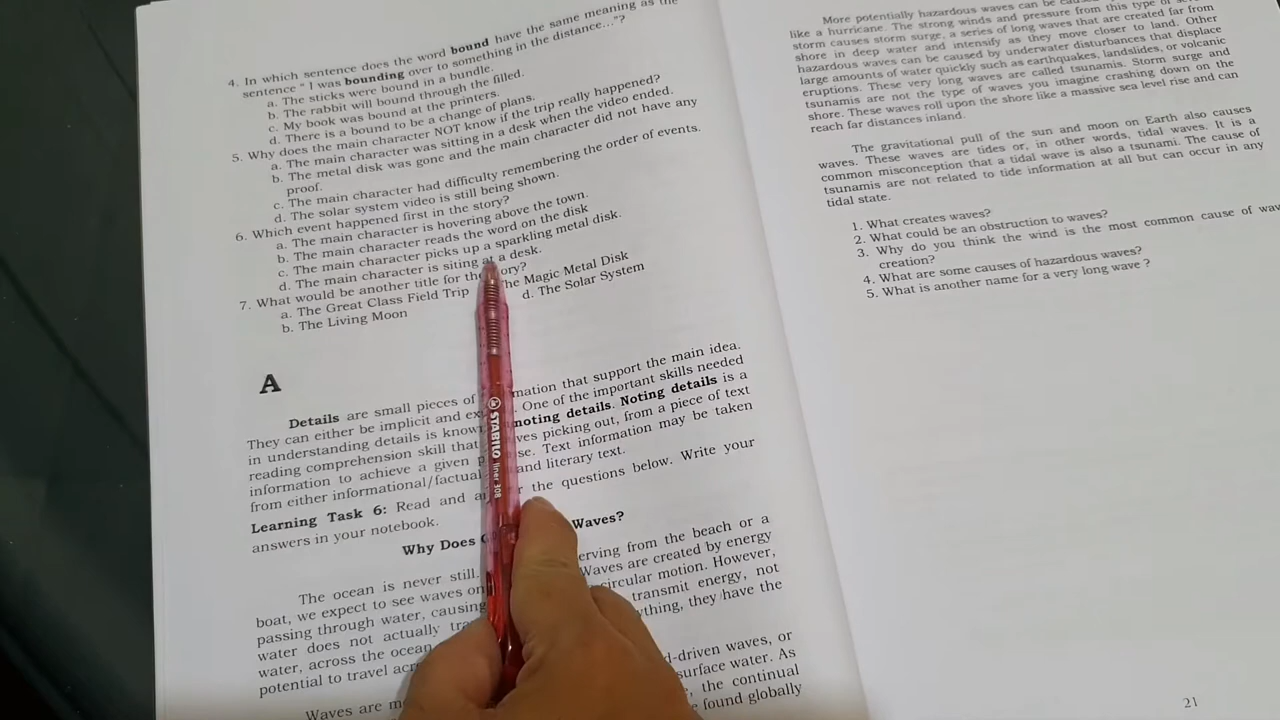 4. In which sentence does the word bound have the same meaning as the
sentence " I was bounding over to something in the distance..."?
a. The sticks were bound in a bundle.
b. The rabbit will bound through the filled.
c. My book was bound at the printers.
d. There is a bound to be a change of plans.
5. Why does the main character NOT know if the trip really happened?
a. The main character was sitting in a desk when the video ended.
b. The metal disk was gone and the main character did not have any
proof.
c. The main character had difficulty remembering the order of events.
d. The solar system video is still being shown.
6. Which event happened first in the story?
a. The main character is hovering above the town.
b. The main character reads the word on the disk
c. The main character picks up a sparkling metal disk.
d. The main character is siting at a desk.
7. What would be another title for the story?
a. The Great Class Field Trip The Magic Metal Disk
b. The Living Moon d. The Solar System
A
Details are small pieces of mation that support the main idea.
They can either be implicit and One of the important skills needed
in understanding details is noting details. Noting details is a
reading comprehension skill that picking out, from a piece of text
information to achieve a given Text information may be taken
from either informational/factual and literary text.
Learning Task 6: Read and the questions below. Write your
answers in your notebook.
Why Does Waves?
The ocean is never still. serving from the beach or a
boat, we expect to see waves on Waves are created by energy
passing through water, causing circular motion. However,
water does not actually transmit energy, not
water, across the ocean they have the
potential to travel
Waves are -driven waves, or
surface water. As
the continual
found globally
STABILO liner 308
More potentially hazardous waves can be
like a hurricane. The strong winds and pressure from this type of
storm causes storm surge, a series of long waves that are created far from
shore in deep water and intensify as they move closer to land. Other
hazardous waves can be caused by underwater disturbances that displace
large amounts of water quickly such as earthquakes, landslides, or volcanic
eruptions. These very long waves are called tsunamis. Storm surge and
tsunamis are not the type of waves you imagine crashing down on the
shore. These waves roll upon the shore like a massive sea level rise and can
reach far distances inland.
The gravitational pull of the sun and moon on Earth also causes
waves. These waves are tides or, in other words, tidal waves. It is a
common misconception that a tidal wave is also a tsunami. The cause of
tsunamis are not related to tide information at all but can occur in any
tidal state.
1. What creates waves?
2. What could be an obstruction to waves?
3. Why do you think the wind is the most common cause of wav
creation?
4. What are some causes of hazardous waves?
5. What is another name for a very long wave ?
21